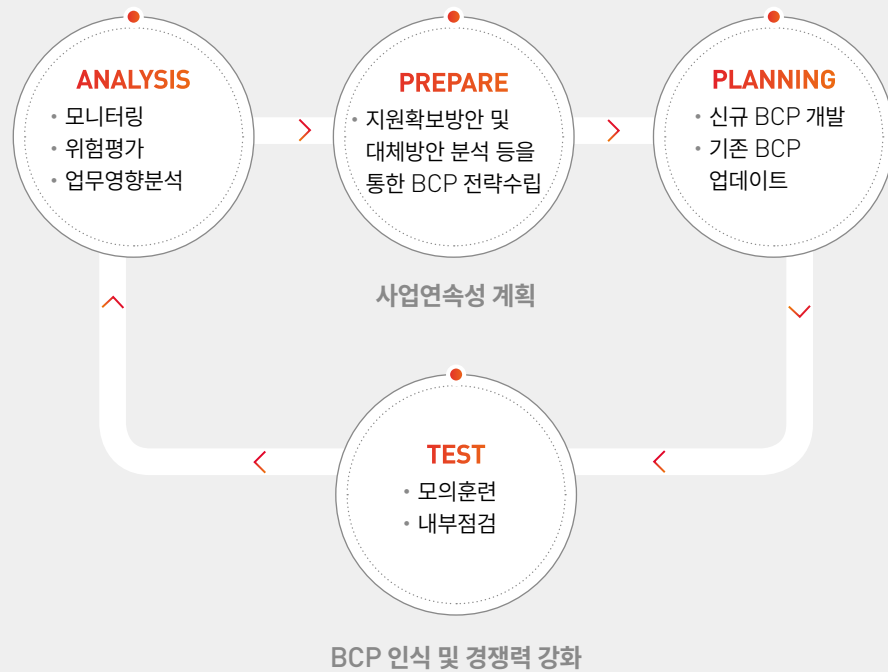 ANALYSIS
• 모니터링
• 위험평가
• 업무영향분석
PREPARE
• 지원확보방안 및
대체방안 분석 등을
통한 BCP 전략수립
PLANNING
• 신규 BCP 개발
• 기존 BCP
업데이트
사업연속성 계획
TEST
• 모의훈련
• 내부점검
BCP 인식 및 경쟁력 강화